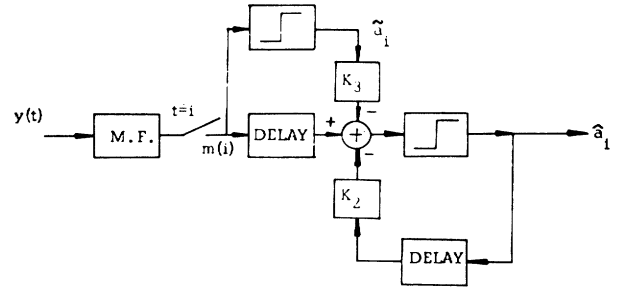 ã_i
K_3
y(t)
t=i
M.F.
m(i)
DELAY
+
−
+
−
K_2
DELAY
â_i